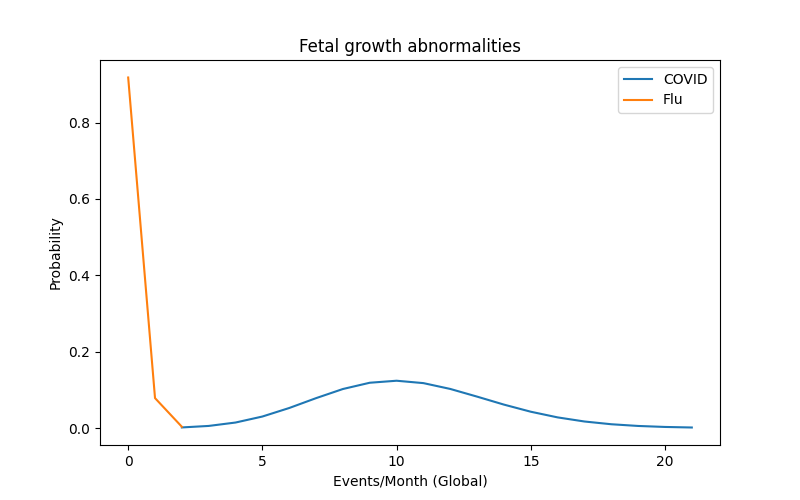 Fetal growth abnormalities
COVID
Flu
Probability
0.8
0.6
0.4
0.2
0.0
0
5
10
15
20
Events/Month (Global)